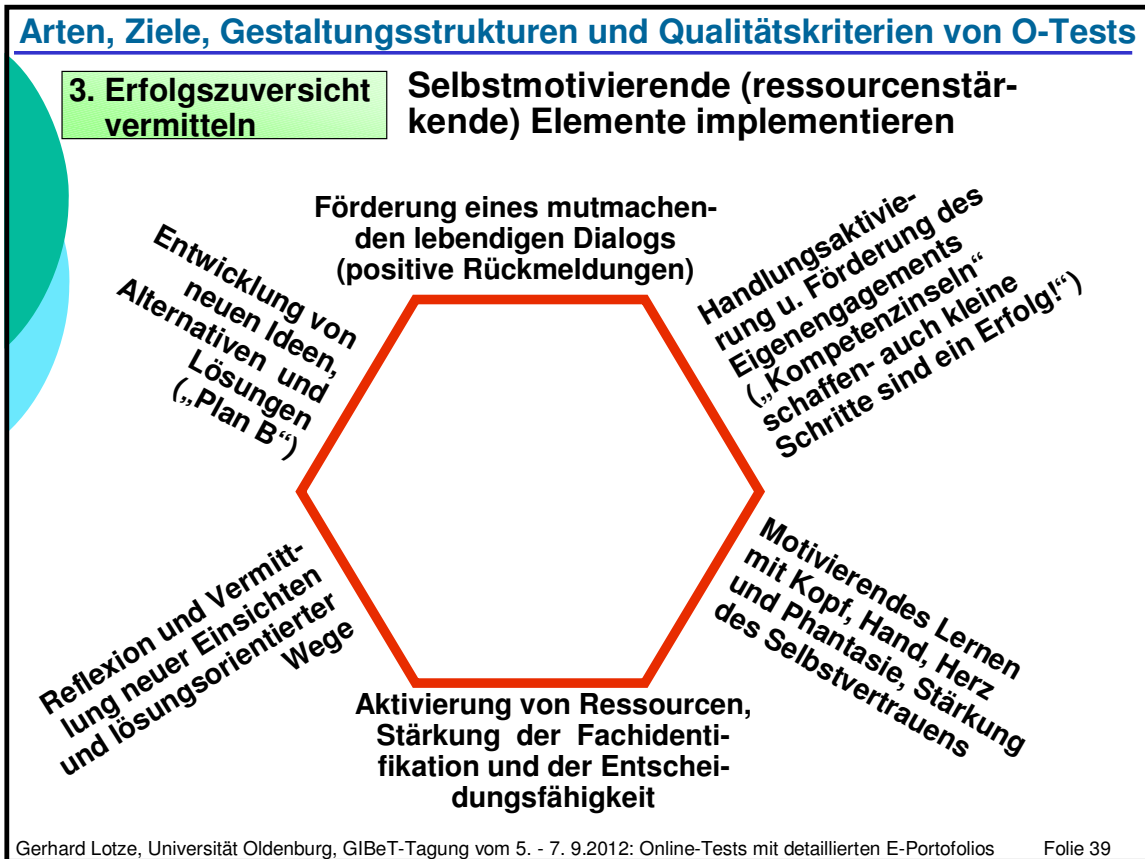 Arten, Ziele, Gestaltungsstrukturen und Qualitätskriterien von O-Tests
3. Erfolgszuversicht
vermitteln
Selbstmotivierende (ressourcenstär-
kende) Elemente implementieren
Förderung eines mutmachen-
den lebendigen Dialogs
(positive Rückmeldungen)
Handlungsaktivie-
rung u. Förderung des
Eigenengagements
(„Kompetenzinseln“
schaffen- auch kleine
Schritte sind ein Erfolg!“)
Motivierendes Lernen
mit Kopf, Hand, Herz
und Phantasie, Stärkung
des Selbstvertrauens
Aktivierung von Ressourcen,
Stärkung der Fachidenti-
fikation und der Entschei-
dungsfähigkeit
Reflexion und Vermitt-
lung neuer Einsichten
und lösungsorientierter
Wege
Entwicklung von
neuen Ideen,
Alternativen und
Lösungen
(„Plan B“)
Gerhard Lotze, Universität Oldenburg, GIBeT-Tagung vom 5. - 7. 9.2012: Online-Tests mit detaillierten E-Portofolios Folie 39